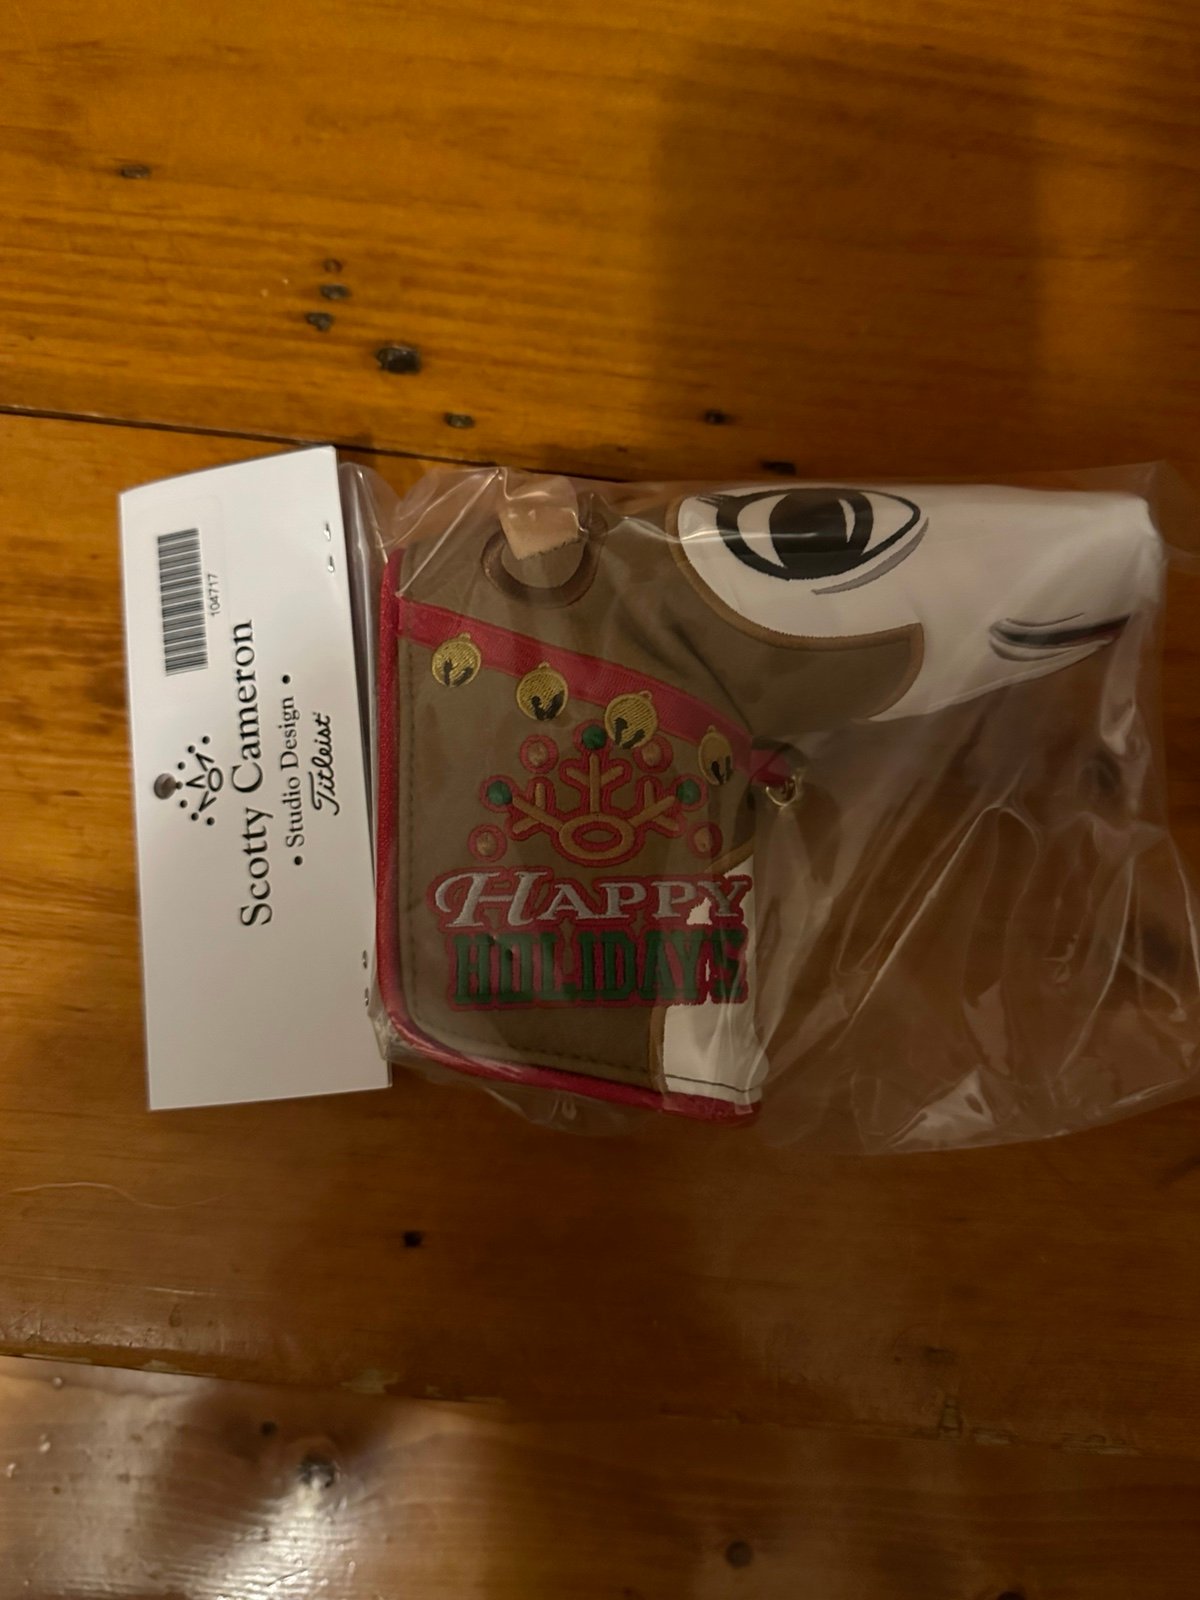 104717
Scotty Cameron
• Studio Design •
Titleist
HAPPY
HOLIDAYS